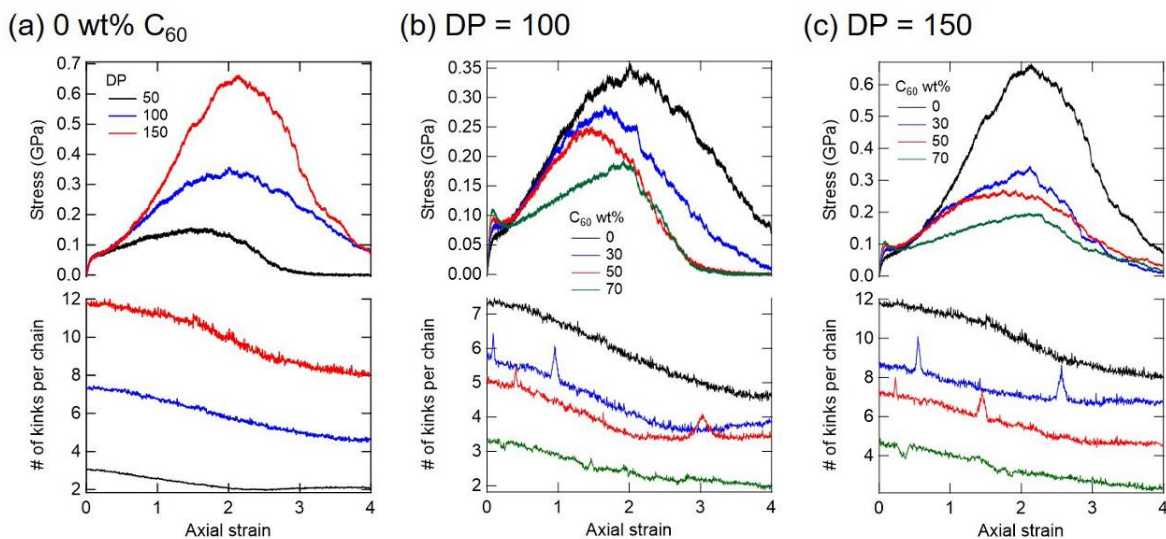 (a) 0 wt% C₆₀
(b) DP = 100
(c) DP = 150
0.7
0.6
0.5
0.4
0.3
0.2
0.1
0.0
Stress (GPa)
DP
50
100
150
12
10
8
6
4
2
# of kinks per chain
0 1 2 3 4
Axial strain
0.35
0.30
0.25
0.20
0.15
0.10
0.05
0.00
Stress (GPa)
C₆₀ wt%
0
30
50
70
7
6
5
4
3
2
# of kinks per chain
0 1 2 3 4
Axial strain
0.6
0.5
0.4
0.3
0.2
0.1
0.0
Stress (GPa)
C₆₀ wt%
0
30
50
70
12
10
8
6
4
# of kinks per chain
0 1 2 3 4
Axial strain